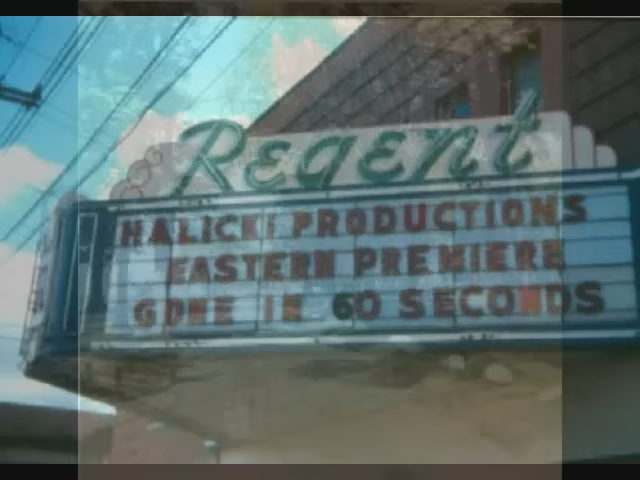 Regent
HALICKI PRODUCTIONS
EASTERN PREMIERE
GONE IN 60 SECONDS